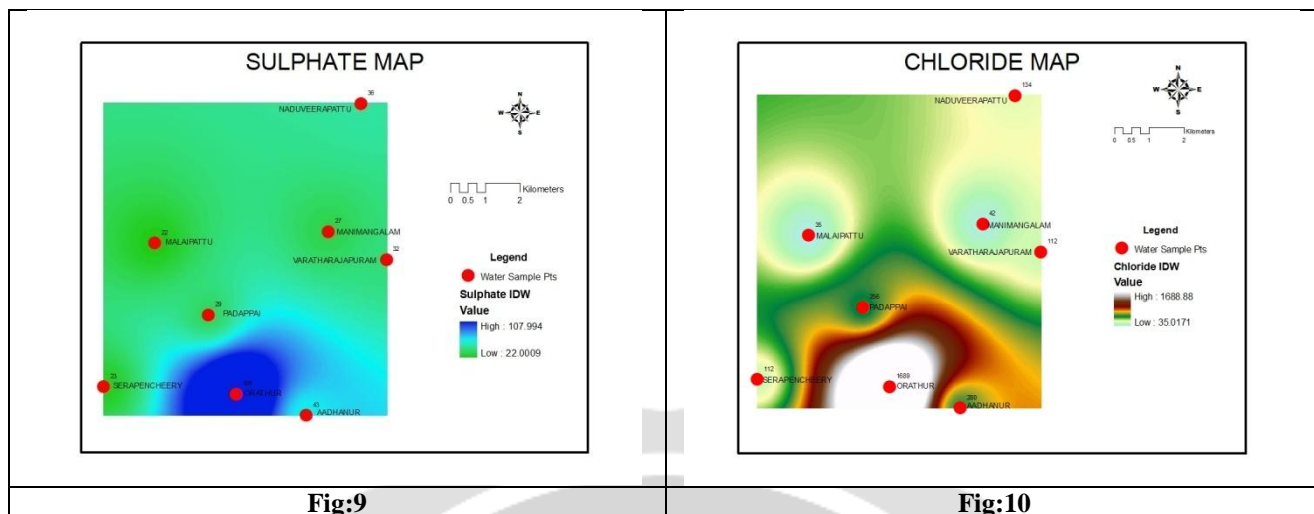 SULPHATE MAP
36
NADUVEERAPATTU
N
W E
S
Kilometers
0 0.5 1 2
27
22
MANIMANGALAM
MALAIPATTU
32
VARATHARAJAPURAM
Legend
Water Sample Pts
Sulphate IDW
Value
High : 107.994
Low : 22.0009
29
PADAPPAI
23
SERAPENCHEERY
ORATHUR
AADHANUR
Fig:9
CHLORIDE MAP
134
NADUVEERAPATTU
N
W E
S
Kilometers
0 0.5 1 2
42
MANIMANGALAM
MALAIPATTU
112
VARATHARAJAPURAM
Legend
Water Sample Pts
Chloride IDW
Value
High : 1688.88
Low : 35.0171
PADAPPAI
112
SERAPENCHEERY
1689
ORATHUR
AADHANUR
Fig:10